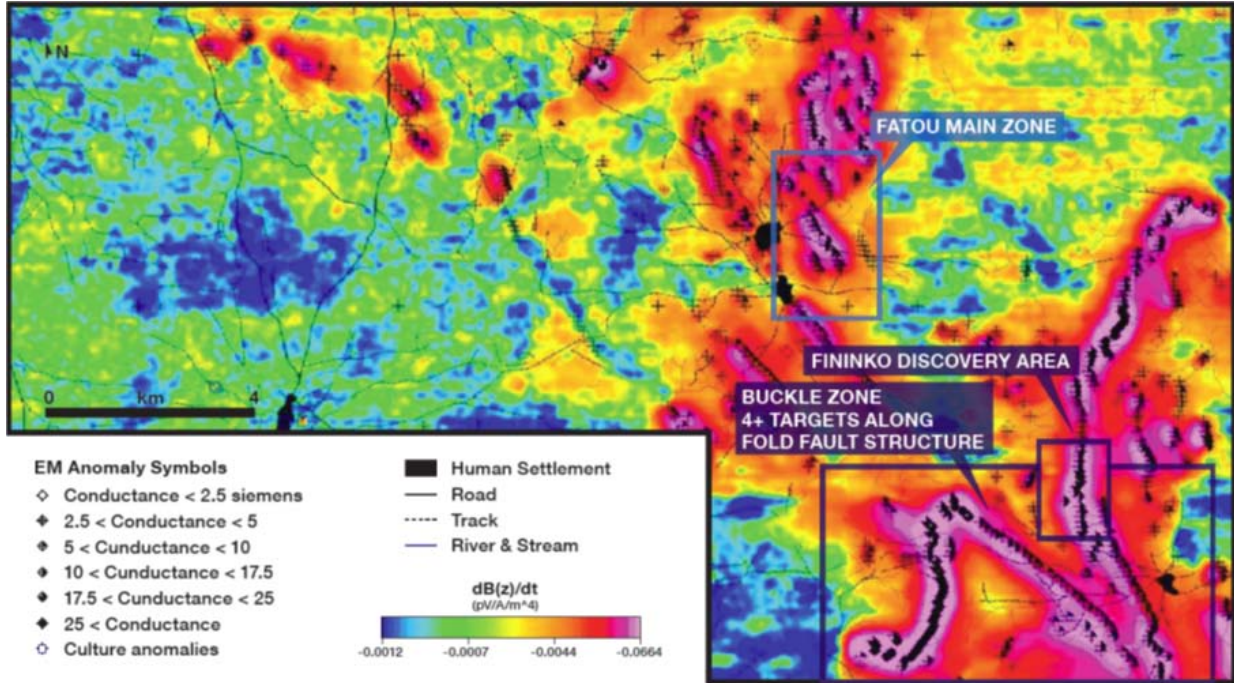 N
FATOU MAIN ZONE
FININKO DISCOVERY AREA
BUCKLE ZONE
4+ TARGETS ALONG
FOLD FAULT STRUCTURE
0 km 4
EM Anomaly Symbols
Conductance < 2.5 siemens
2.5 < Conductance < 5
5 < Cunductance < 10
10 < Cunductance < 17.5
17.5 < Cunductance < 25
25 < Conductance
Culture anomalies
Human Settlement
Road
Track
River & Stream
dB(z)/dt
(pV/A/m^4)
-0.0012 -0.0007 -0.0044 -0.0664